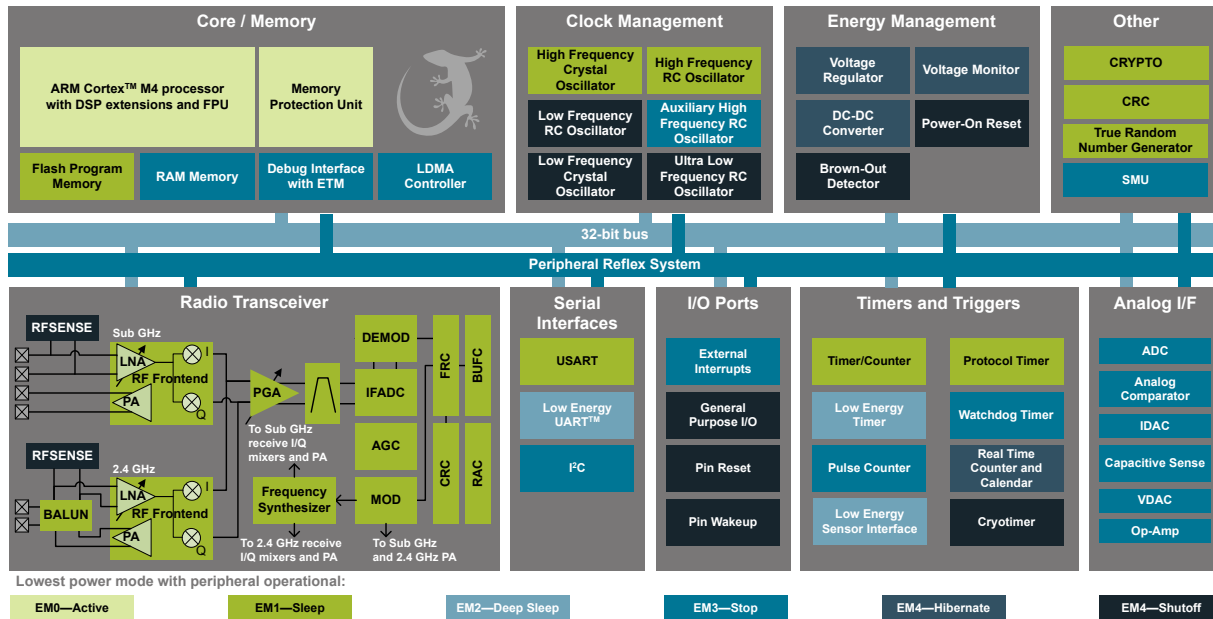 Core / Memory
ARM Cortex™ M4 processor
with DSP extensions and FPU
Memory
Protection Unit
Flash Program
Memory
RAM Memory
Debug Interface
with ETM
LDMA
Controller
Clock Management
High Frequency
Crystal
Oscillator
High Frequency
RC Oscillator
Low Frequency
RC Oscillator
Auxiliary High
Frequency RC
Oscillator
Low Frequency
Crystal
Oscillator
Ultra Low
Frequency RC
Oscillator
Energy Management
Voltage
Regulator
Voltage Monitor
DC-DC
Converter
Power-On Reset
Brown-Out
Detector
Other
CRYPTO
CRC
True Random
Number Generator
SMU
32-bit bus
Peripheral Reflex System
Radio Transceiver
RFSENSE
Sub GHz
LNA
I
RF Frontend
PA
Q
RFSENSE
2.4 GHz
LNA
I
RF Frontend
BALUN
PA
Q
PGA
To Sub GHz
receive I/Q
mixers and PA
Frequency
Synthesizer
To 2.4 GHz receive
I/Q mixers and PA
DEMOD
IFADC
AGC
MOD
To Sub GHz
and 2.4 GHz PA
FRC
BUFC
CRC
RAC
Serial
Interfaces
USART
Low Energy
UART™
I²C
I/O Ports
External
Interrupts
General
Purpose I/O
Pin Reset
Pin Wakeup
Timers and Triggers
Timer/Counter
Protocol Timer
Low Energy
Timer
Watchdog Timer
Pulse Counter
Real Time
Counter and
Calendar
Low Energy
Sensor Interface
Cryotimer
Analog I/F
ADC
Analog
Comparator
IDAC
Capacitive Sense
VDAC
Op-Amp
Lowest power mode with peripheral operational:
EM0—Active
EM1—Sleep
EM2—Deep Sleep
EM3—Stop
EM4—Hibernate
EM4—Shutoff